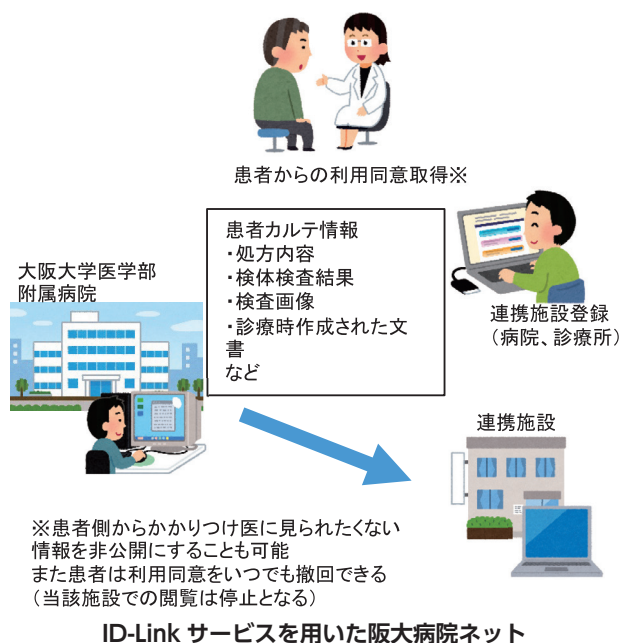 患者からの利用同意取得※
患者カルテ情報
・処方内容
・検体検査結果
・検査画像
・診療時作成された文
書
など
大阪大学医学部
附属病院
連携施設登録
（病院、診療所）
連携施設
※患者側からかかりつけ医に見られたくない
情報を非公開にすることも可能
また患者は利用同意をいつでも撤回できる
（当該施設での閲覧は停止となる）
ID-Link サービスを用いた阪大病院ネット